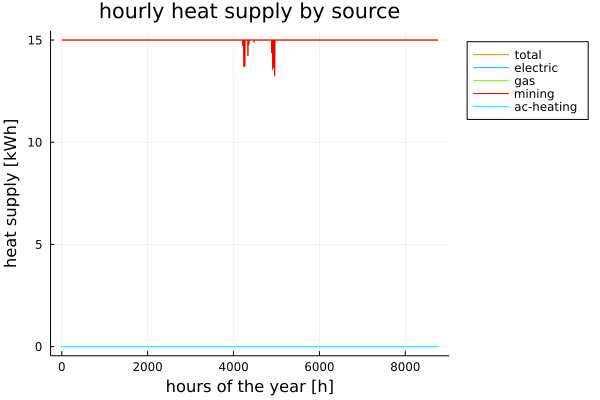 hourly heat supply by source
heat supply [kWh]
15
10
5
0
0 2000 4000 6000 8000
hours of the year [h]
total
electric
gas
mining
ac-heating